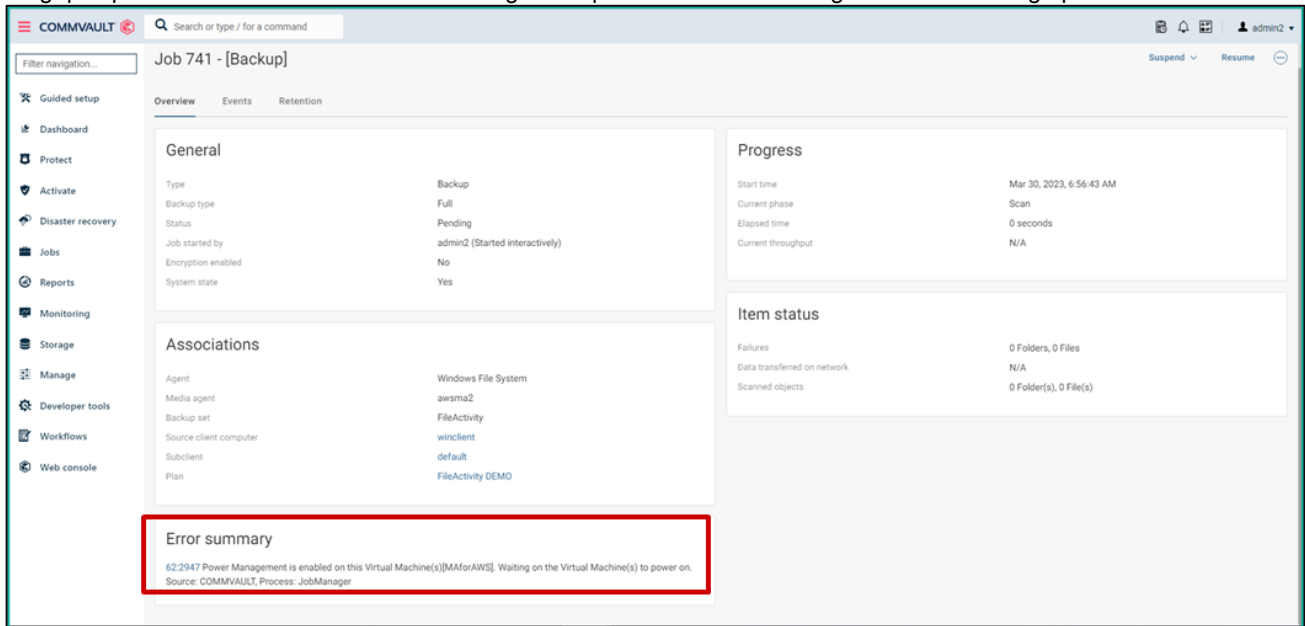 COMMVAULT
Search or type / for a command
admin2
Filter navigation...
Guided setup
Dashboard
Protect
Activate
Disaster recovery
Jobs
Reports
Monitoring
Storage
Manage
Developer tools
Workflows
Web console
Job 741 - [Backup]
Suspend
Resume
Overview Events Retention
General
Type Backup
Backup type Full
Status Pending
Job started by admin2 (Started interactively)
Encryption enabled No
System state Yes
Associations
Agent Windows File System
Media agent awsma2
Backup set FileActivity
Source client computer winclient
Subclient default
Plan FileActivity DEMO
Error summary
62:2947 Power Management is enabled on this Virtual Machine(s)[MAforAWS]. Waiting on the Virtual Machine(s) to power on.
Source: COMMVAULT, Process: JobManager
Progress
Start time Mar 30, 2023, 6:56:43 AM
Current phase Scan
Elapsed time 0 seconds
Current throughput N/A
Item status
Failures 0 Folders, 0 Files
Data transferred on network N/A
Scanned objects 0 Folder(s), 0 File(s)